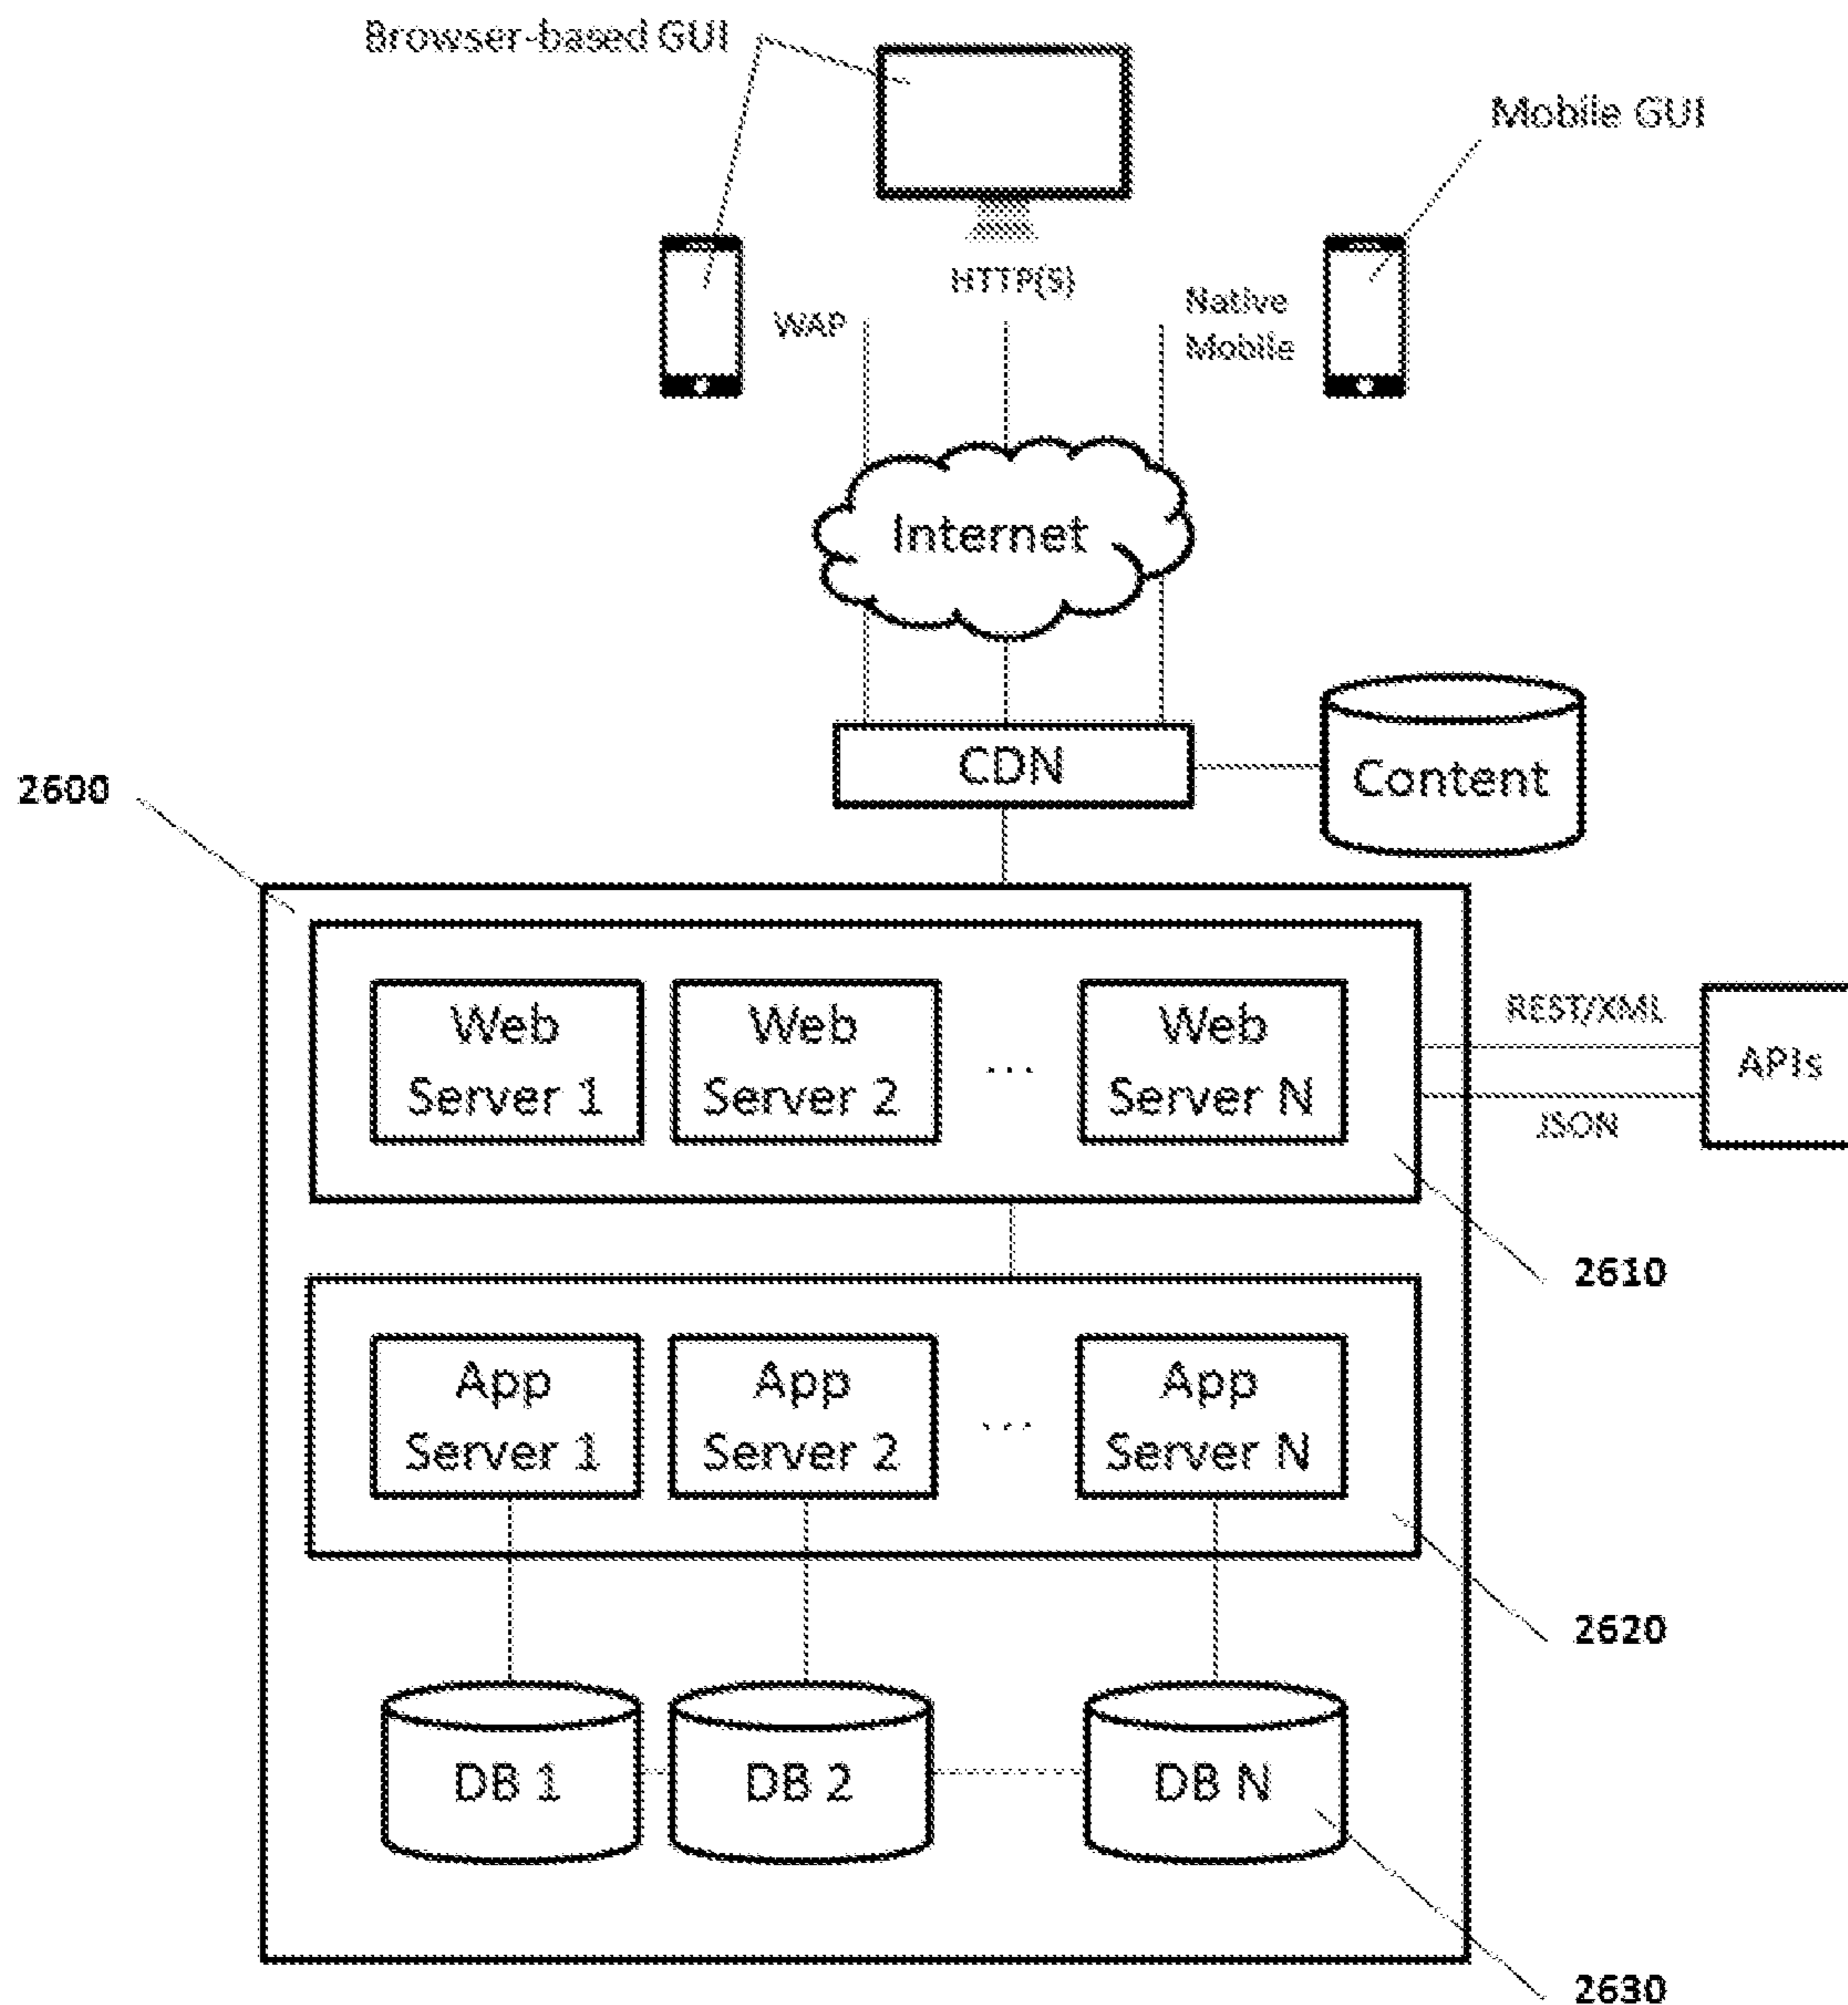 Browser-based GUI
Mobile GUI
HTTP(S)
WAP
Native
Mobile
Internet
CDN
Content
2600
Web
Server 1
Web
Server 2
...
Web
Server N
REST/XML
JSON
APIs
2610
App
Server 1
App
Server 2
...
App
Server N
2620
DB 1
DB 2
DB N
2630